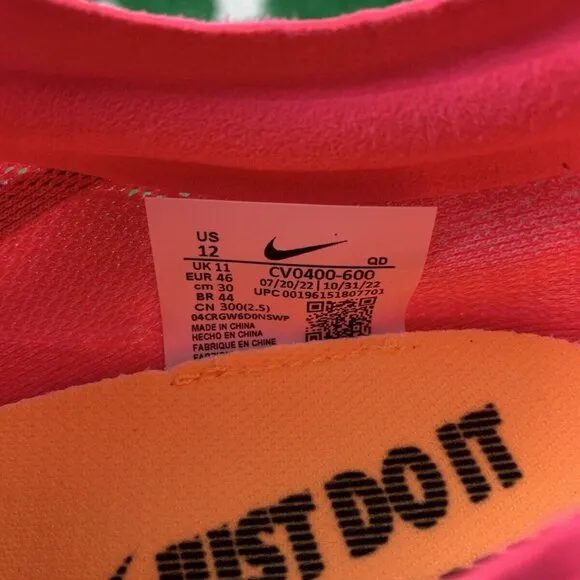 US
12
QD
UK 11
CV0400-600
EUR 46
07/20/22 | 10/31/22
cm 30
UPC 00196151807701
BR 44
CN 300(2.5)
04CRGW6D0NSWP
MADE IN CHINA
HECHO EN CHINA
FABRIQUE EN CHINE
JUST DO IT